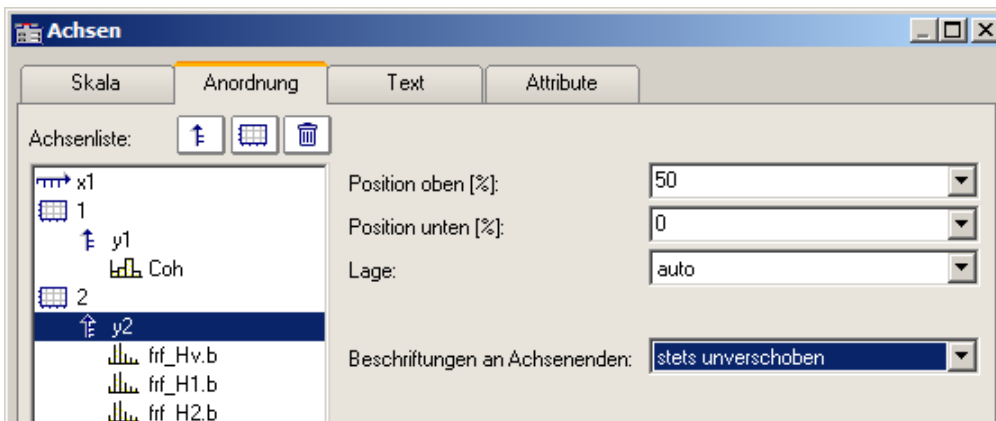 Achsen
Skala Anordnung Text Attribute
Achsenliste:
x1
1
y1
Coh
2
y2
frf_Hv.b
frf_H1.b
frf_H2.b
Position oben [%]: 50
Position unten [%]: 0
Lage: auto
Beschriftungen an Achsenenden: stets unverschoben